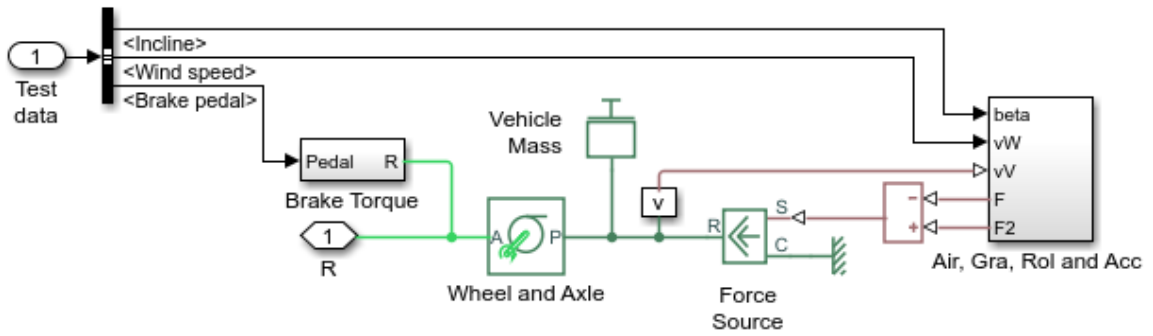 1
Test
data
<Incline>
<Wind speed>
<Brake pedal>
Pedal R
Brake Torque
1
R
A P
Wheel and Axle
Vehicle
Mass
v
R S
C
Force
Source
-
+
beta
vW
vV
F
F2
Air, Gra, Rol and Acc